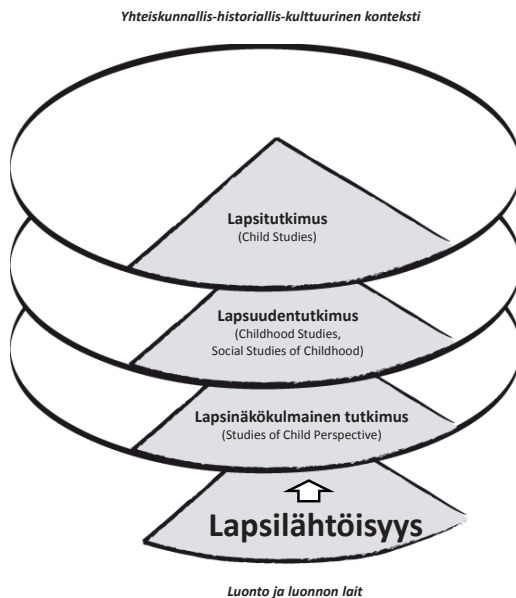 Yhteiskunnallis-historiallis-kulttuurinen konteksti
Lapsitutkimus
(Child Studies)
Lapsuudentutkimus
(Childhood Studies,
Social Studies of Childhood)
Lapsinäkökulmainen tutkimus
(Studies of Child Perspective)
Lapsilähtöisyys
Luonto ja luonnon lait